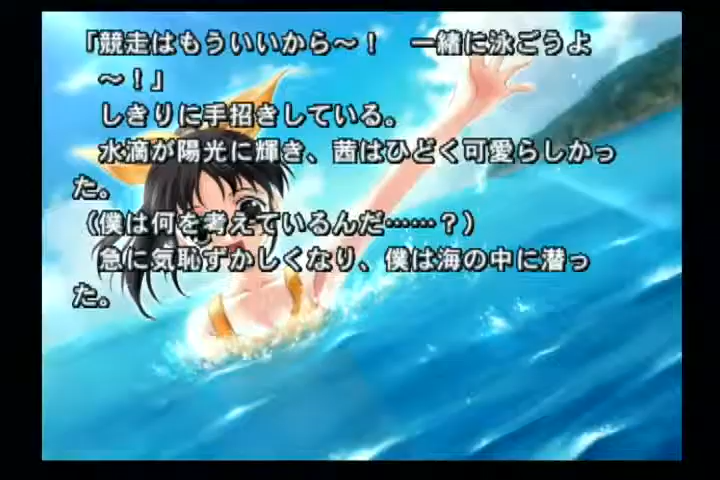 「競走はもういいから～！　一緒に泳ごうよ
～！」
しきりに手招きしている。
水滴が陽光に輝き、茜はひどく可愛らしかっ
た。
（僕は何を考えているんだ……？）
急に気恥ずかしくなり、僕は海の中に潜っ
た。